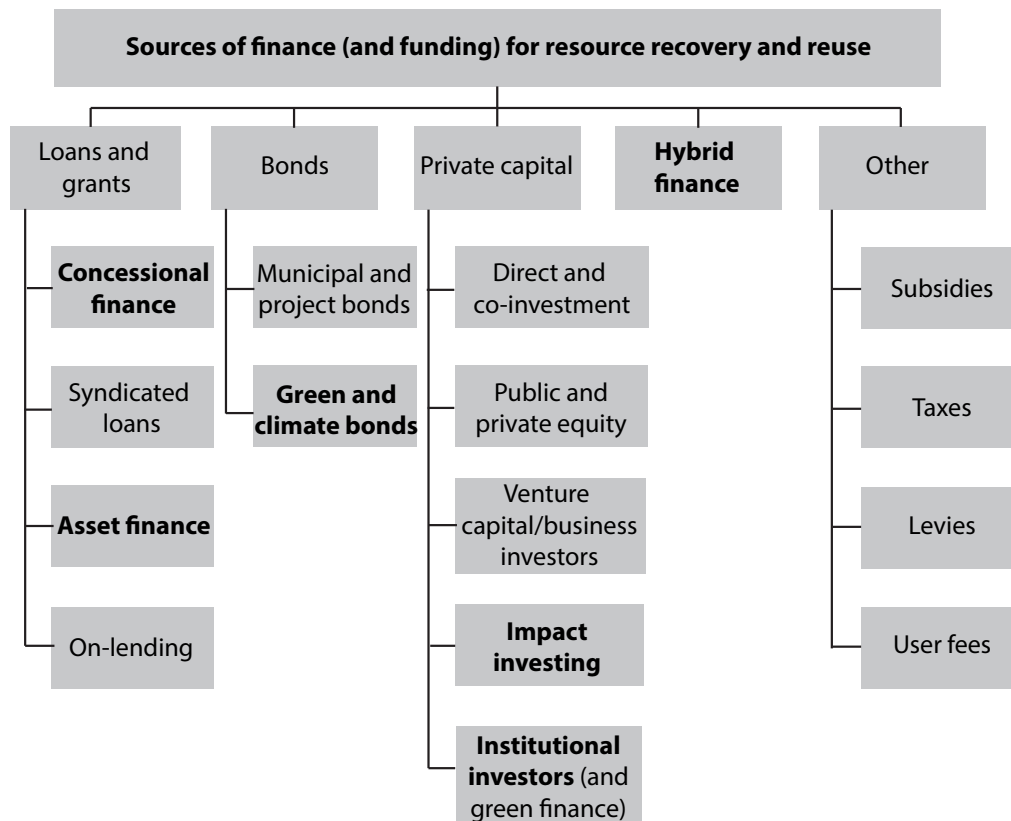 Sources of finance (and funding) for resource recovery and reuse
Loans and
grants
Bonds
Private capital
Hybrid
finance
Other
Concessional
finance
Syndicated
loans
Asset finance
On-lending
Municipal and
project bonds
Green and
climate bonds
Direct and
co-investment
Public and
private equity
Venture
capital/business
investors
Impact
investing
Institutional
investors (and
green finance)
Subsidies
Taxes
Levies
User fees